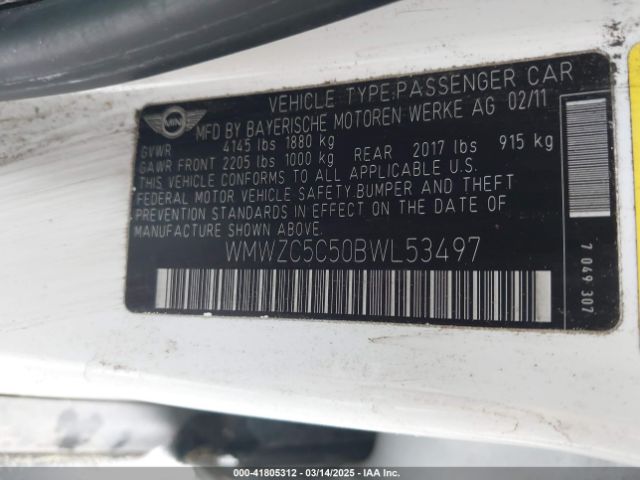 VEHICLE TYPE:PASSENGER CAR
MINI
MFD BY BAYERISCHE MOTOREN WERKE AG 02/11
GVWR 4145 lbs 1880 kg
GAWR FRONT 2205 lbs 1000 kg REAR 2017 lbs 915 kg
THIS VEHICLE CONFORMS TO ALL APPLICABLE U.S.
FEDERAL MOTOR VEHICLE SAFETY,BUMPER AND THEFT
PREVENTION STANDARDS IN EFFECT ON THE DATE OF
MANUFACTURE SHOWN ABOVE.
WMWZC5C50BWL53497
7 049 307
000-41805312 - 03/14/2025 - IAA Inc.